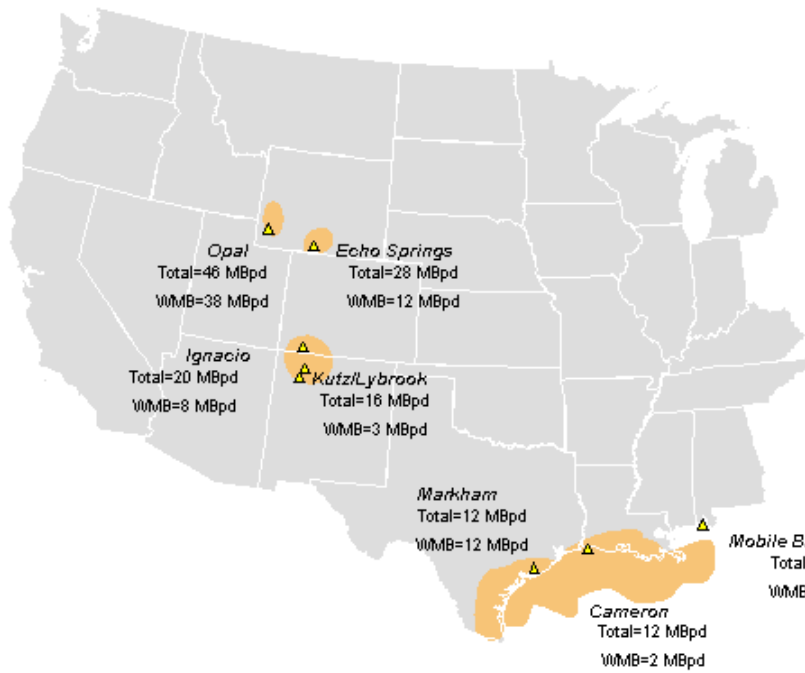 Opal
Total=46 MBpd
WMB=38 MBpd
Echo Springs
Total=28 MBpd
WMB=12 MBpd
Ignacio
Total=20 MBpd
WMB=8 MBpd
Kutz/Lybrook
Total=16 MBpd
WMB=3 MBpd
Markham
Total=12 MBpd
WMB=12 MBpd
Mobile B
Total
WMB
Cameron
Total=12 MBpd
WMB=2 MBpd